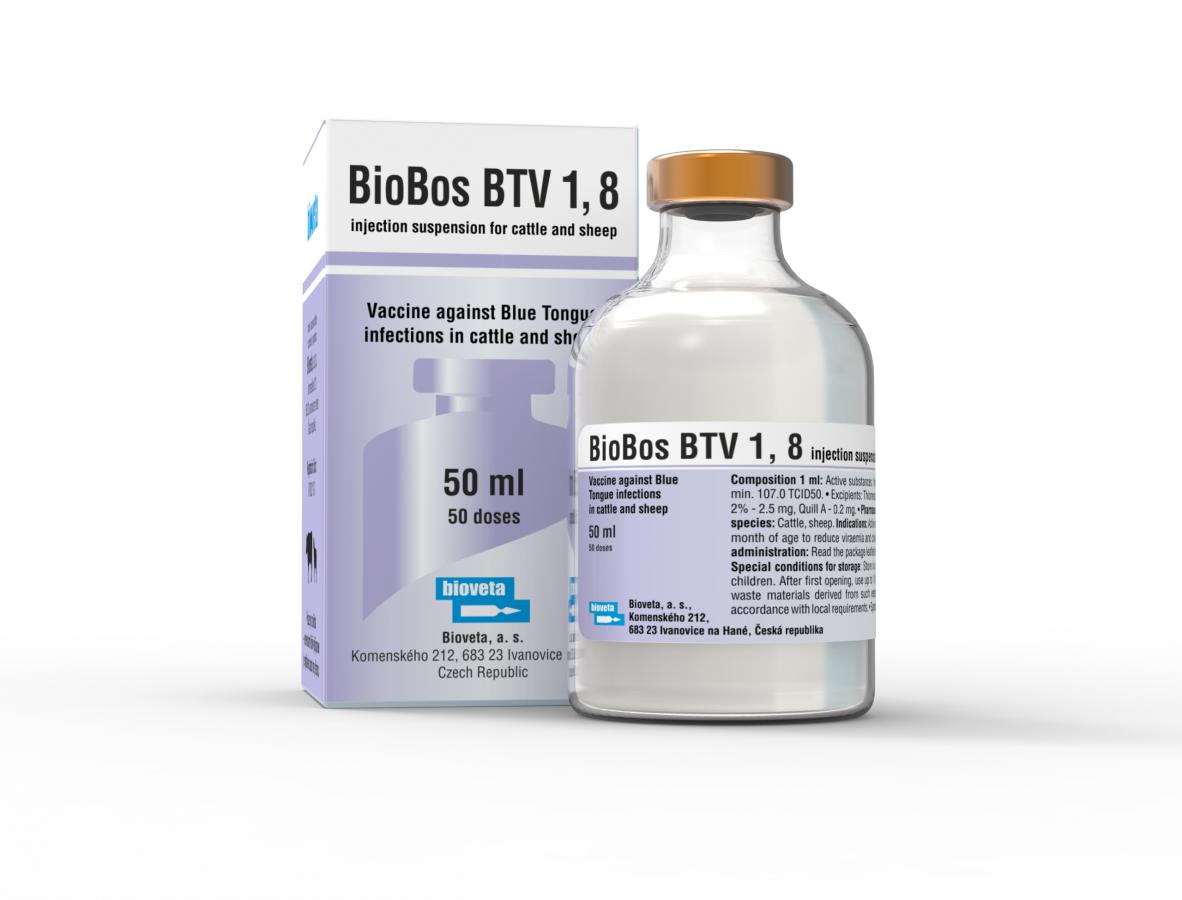 BioBos BTV 1, 8
injection suspension for cattle and sheep
Vaccine against Blue
infections in cattle and
50 ml
50 doses
bioveta
Bioveta, a. s.
Komenského 212, 683 23 Ivanovice
Czech Republic
BioBos BTV 1, 8 injection
Vaccine against Blue
Tongue infections
in cattle and sheep
50 ml
50 doses
Composition 1 ml: Active substances:
min. 107.0 TCID50. • Excipients:
2% - 2.5 mg, Quill A - 0.2 mg. •
species: Cattle, sheep. Indications:
month of age to reduce viraemia and
administration: Read the package
Special conditions for storage:
children. After first opening, use up to
waste materials derived from such
accordance with local requirements. •
bioveta
Bioveta, a. s.,
Komenského 212,
683 23 Ivanovice na Hané, Česká republika